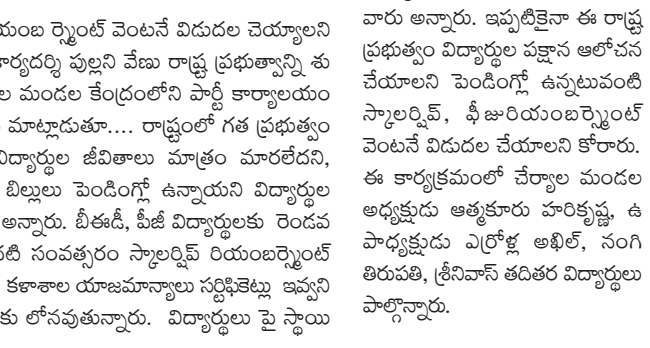 యంబ ర్స్మెంట్ వెంటనే విడుదల చెయ్యాలని
కార్యదర్శి పుల్లని వేణు రాష్ట్ర ప్రభుత్వాన్ని శు
ల మండల కేంద్రంలోని పార్టీ కార్యాలయం
మాట్లాడుతూ.... రాష్ట్రంలో గత ప్రభుత్వం
విద్యార్థుల జీవితాలు మాత్రం మారలేదని,
బిల్లులు పెండింగ్లో ఉన్నాయని విద్యార్థుల
అన్నారు. బీఈడీ, పీజీ విద్యార్థులకు రెండవ
దటి సంవత్సరం స్కాలర్షిప్ రియంబర్స్మెంట్
కళాశాల యాజమాన్యాలు సర్టిఫికెట్లు ఇవ్వని
కు లోనవుతున్నారు. విద్యార్థులు పై స్థాయి
వారు అన్నారు. ఇప్పటికైనా ఈ రాష్ట్ర
ప్రభుత్వం విద్యార్థుల పక్షాన ఆలోచన
చేయాలని పెండింగ్లో ఉన్నటువంటి
స్కాలర్షివ్, ఫీజురియంబర్స్మెంట్
వెంటనే విడుదల చేయాలని కోరారు.
ఈ కార్యక్రమంలో చేర్యాల మండల
అధ్యక్షుడు ఆత్మకూరు హరికృష్ణ, ఉ
పాధ్యక్షుడు ఎర్రోళ్ల అఖిల్, నంగి
తిరుపతి, శ్రీనివాస్ తదితర విద్యార్థులు
పాల్గొన్నారు.